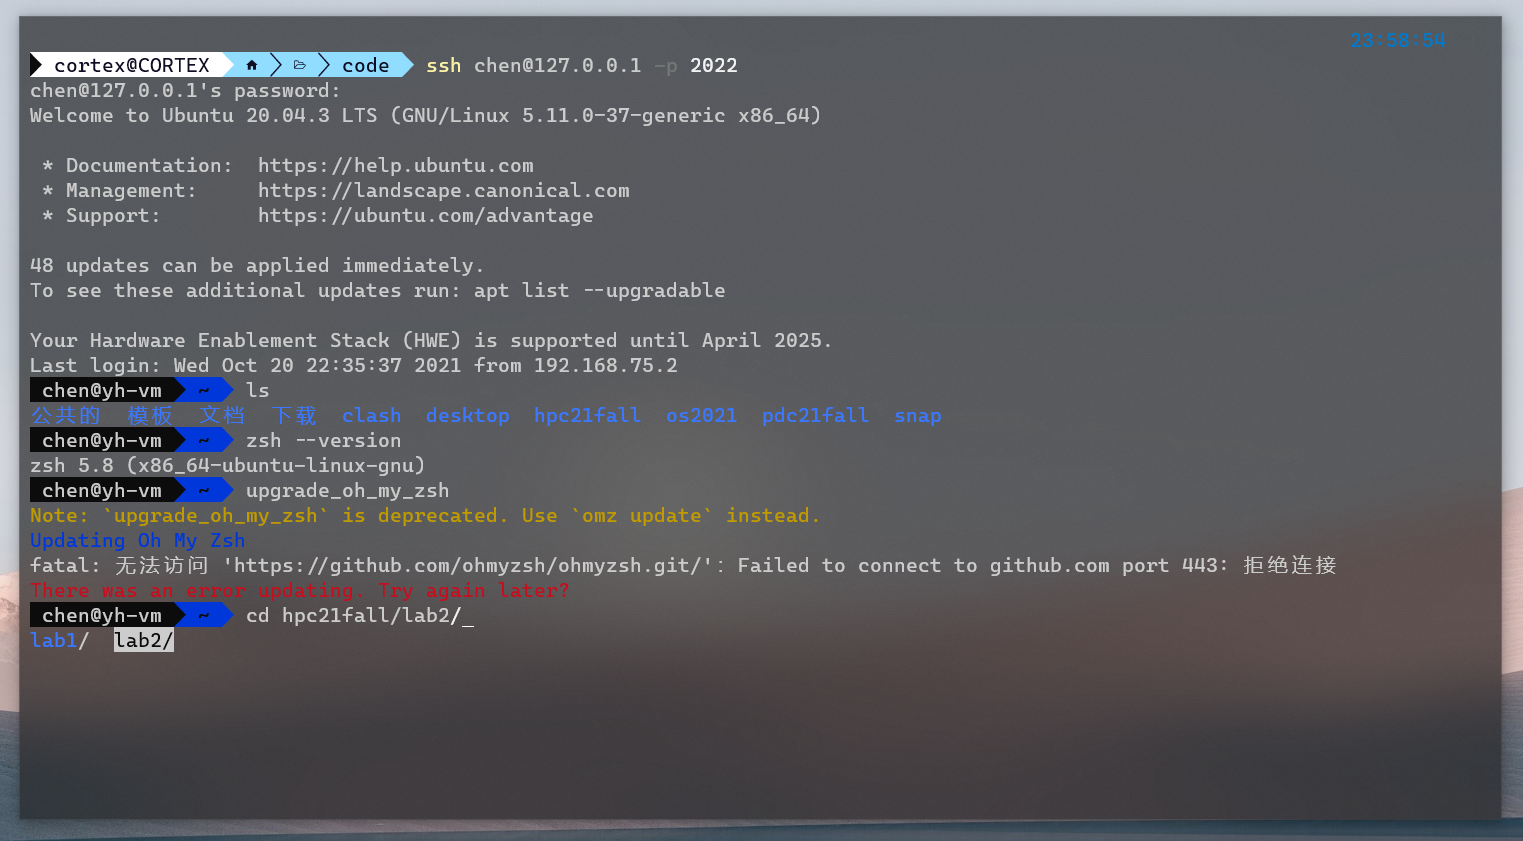 23:58:54
cortex@CORTEX code ssh chen@127.0.0.1 -p 2022
chen@127.0.0.1's password:
Welcome to Ubuntu 20.04.3 LTS (GNU/Linux 5.11.0-37-generic x86_64)
* Documentation:  https://help.ubuntu.com
* Management:     https://landscape.canonical.com
* Support:        https://ubuntu.com/advantage
48 updates can be applied immediately.
To see these additional updates run: apt list --upgradable
Your Hardware Enablement Stack (HWE) is supported until April 2025.
Last login: Wed Oct 20 22:35:37 2021 from 192.168.75.2
chen@yh-vm ~ ls
公共的  模板  文档  下载  clash  desktop  hpc21fall  os2021  pdc21fall  snap
chen@yh-vm ~ zsh --version
zsh 5.8 (x86_64-ubuntu-linux-gnu)
chen@yh-vm ~ upgrade_oh_my_zsh
Note: `upgrade_oh_my_zsh` is deprecated. Use `omz update` instead.
Updating Oh My Zsh
fatal: 无法访问 'https://github.com/ohmyzsh/ohmyzsh.git/': Failed to connect to github.com port 443: 拒绝连接
There was an error updating. Try again later?
chen@yh-vm ~ cd hpc21fall/lab2/_
lab1/  lab2/